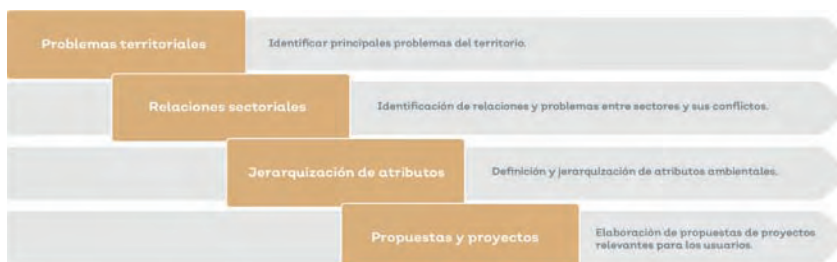 Problemas territoriales
Identificar principales problemas del territorio.
Relaciones sectoriales
Identificación de relaciones y problemas entre sectores y sus conflictos.
Jerarquización de atributos
Definición y jerarquización de atributos ambientales.
Propuestas y proyectos
Elaboración de propuestas de proyectos
relevantes para los usuarios.